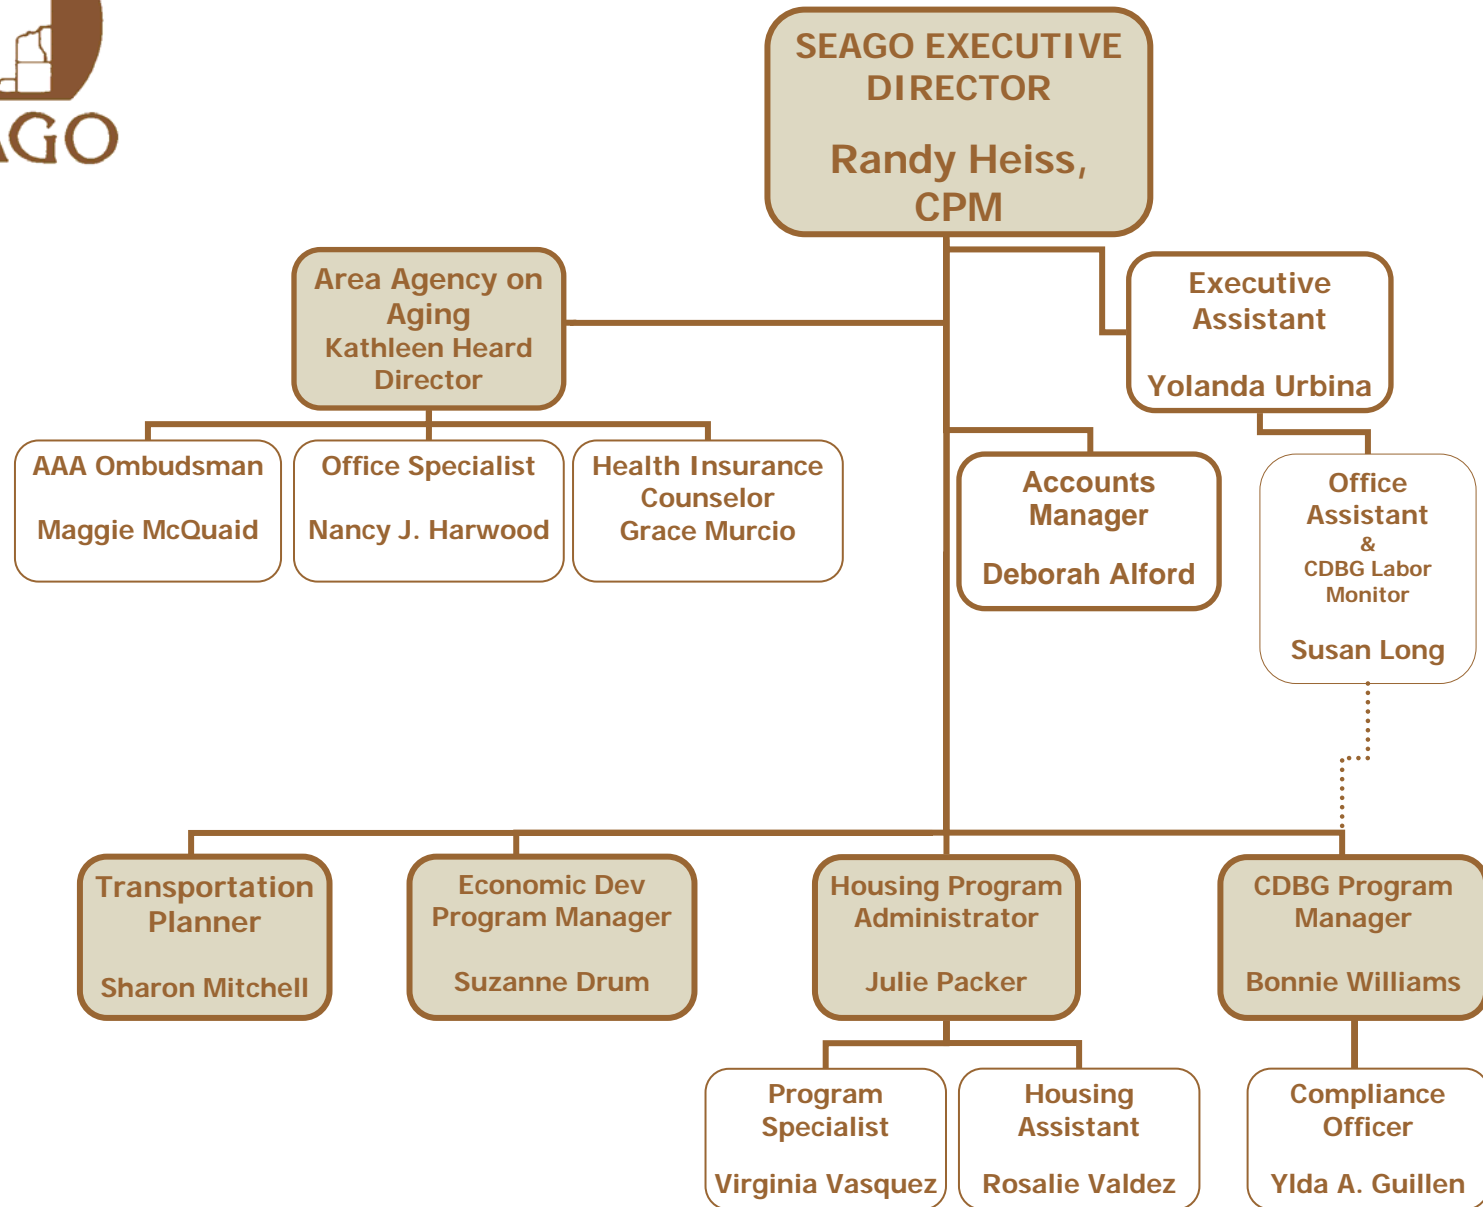 AGO
SEAGO EXECUTIVE
DIRECTOR
Randy Heiss,
CPM
Area Agency on
Aging
Kathleen Heard
Director
Executive
Assistant
Yolanda Urbina
AAA Ombudsman
Maggie McQuaid
Office Specialist
Nancy J. Harwood
Health Insurance
Counselor
Grace Murcio
Accounts
Manager
Deborah Alford
Office
Assistant
&
CDBG Labor
Monitor
Susan Long
Transportation
Planner
Sharon Mitchell
Economic Dev
Program Manager
Suzanne Drum
Housing Program
Administrator
Julie Packer
CDBG Program
Manager
Bonnie Williams
Program
Specialist
Virginia Vasquez
Housing
Assistant
Rosalie Valdez
Compliance
Officer
Ylda A. Guillen